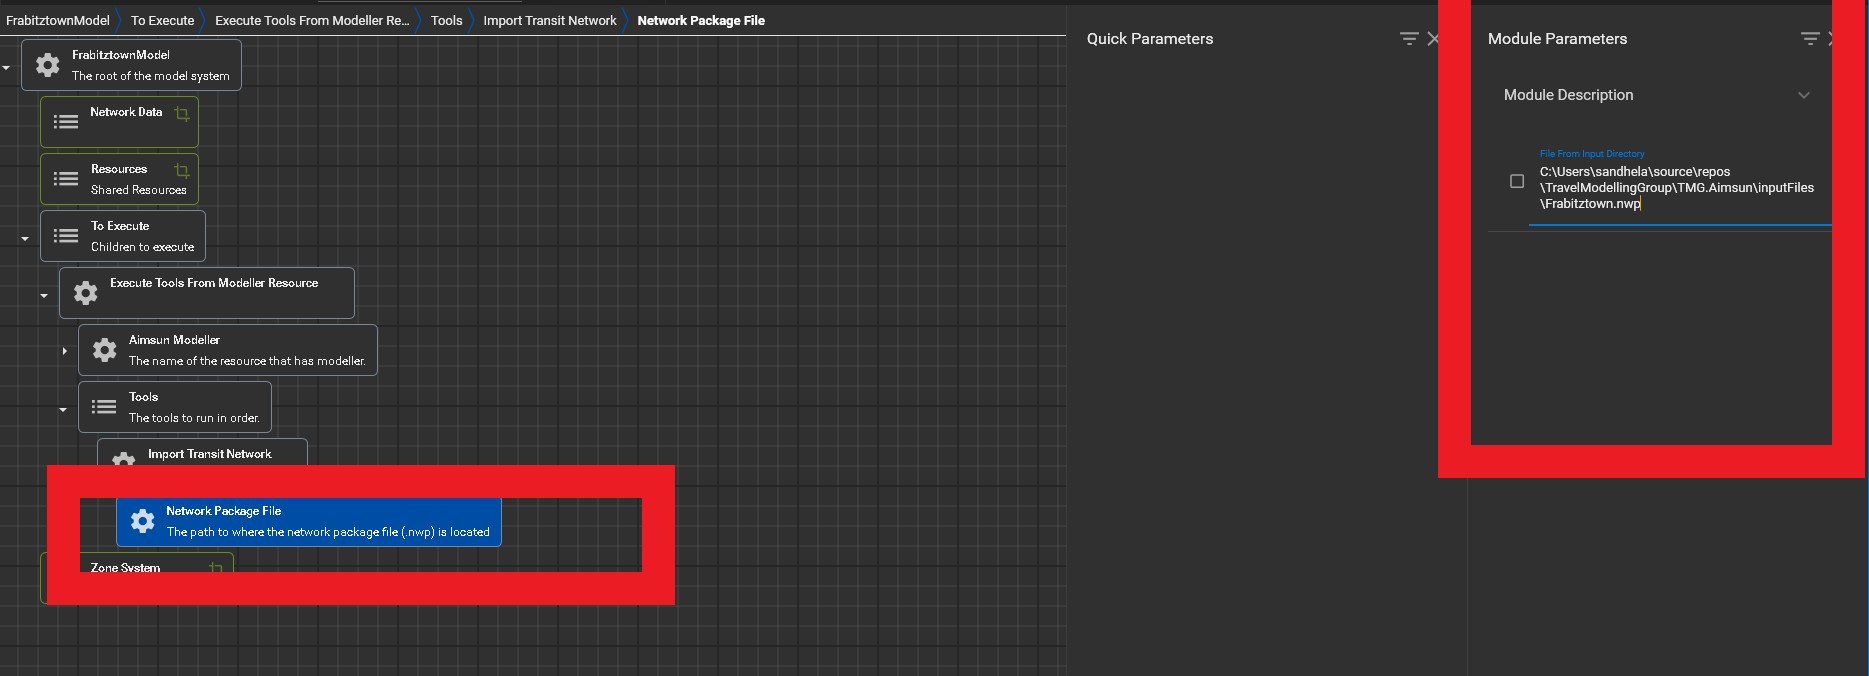 FrabitztownModel To Execute Execute Tools From Modeller Re... Tools Import Transit Network Network Package File
FrabitztownModel
The root of the model system
Network Data
Resources
Shared Resources
To Execute
Children to execute
Execute Tools From Modeller Resource
Aimsun Modeller
The name of the resource that has modeller.
Tools
The tools to run in order.
Import Transit Network
Network Package File
The path to where the network package file (.nwp) is located
Zone System
Quick Parameters
Module Parameters
Module Description
File From Input Directory
C:\Users\sandhela\source\repos
\TravelModellingGroup\TMG.Aimsun\inputFiles
\Frabitztown.nwp